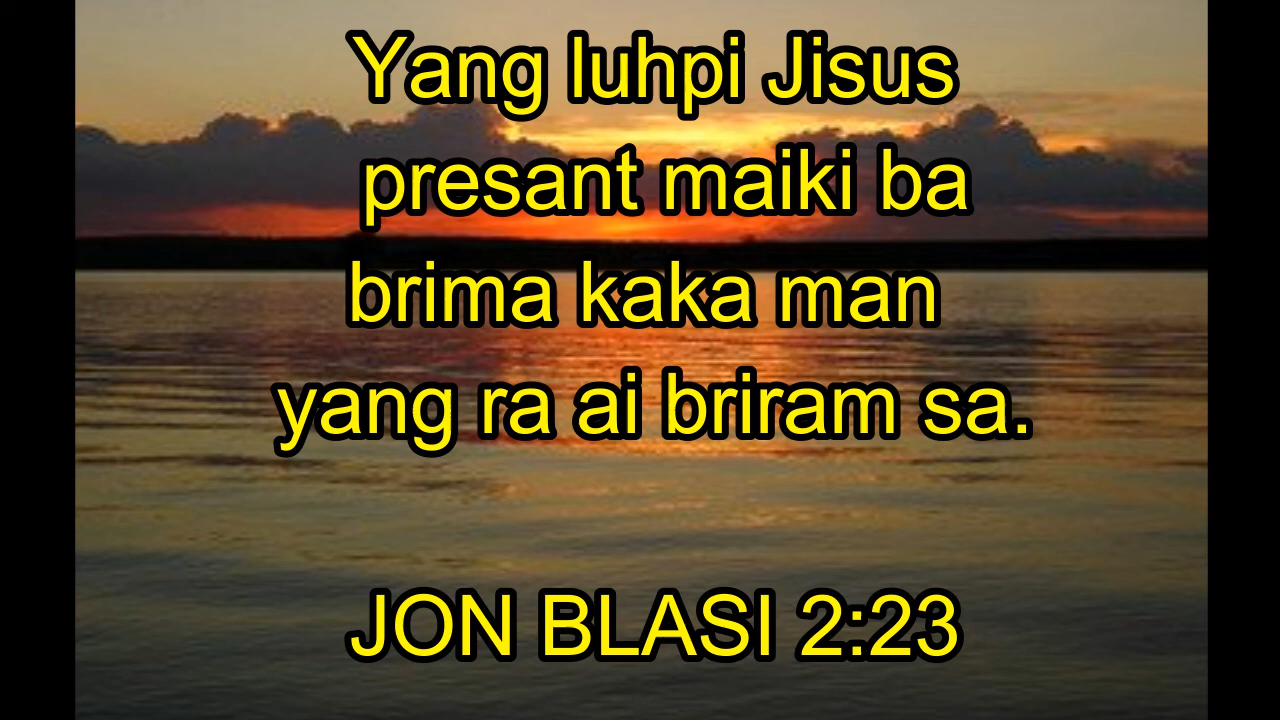 Yang luhpi Jisus
presant maiki ba
brima kaka man
yang ra ai briram sa.
JON BLASI 2:23